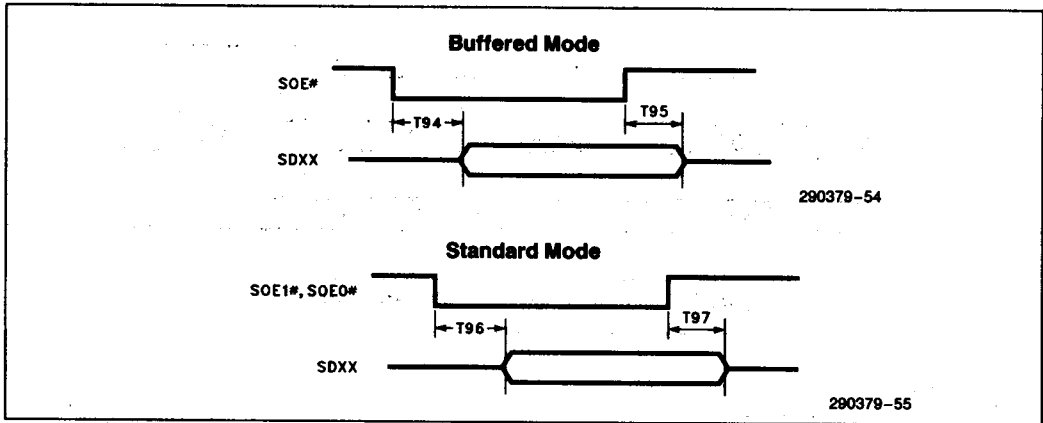 Buffered Mode
SOE#
T94
T95
SDXX
290379-54
Standard Mode
SOE1#, SOE0#
T96
T97
SDXX
290379-55